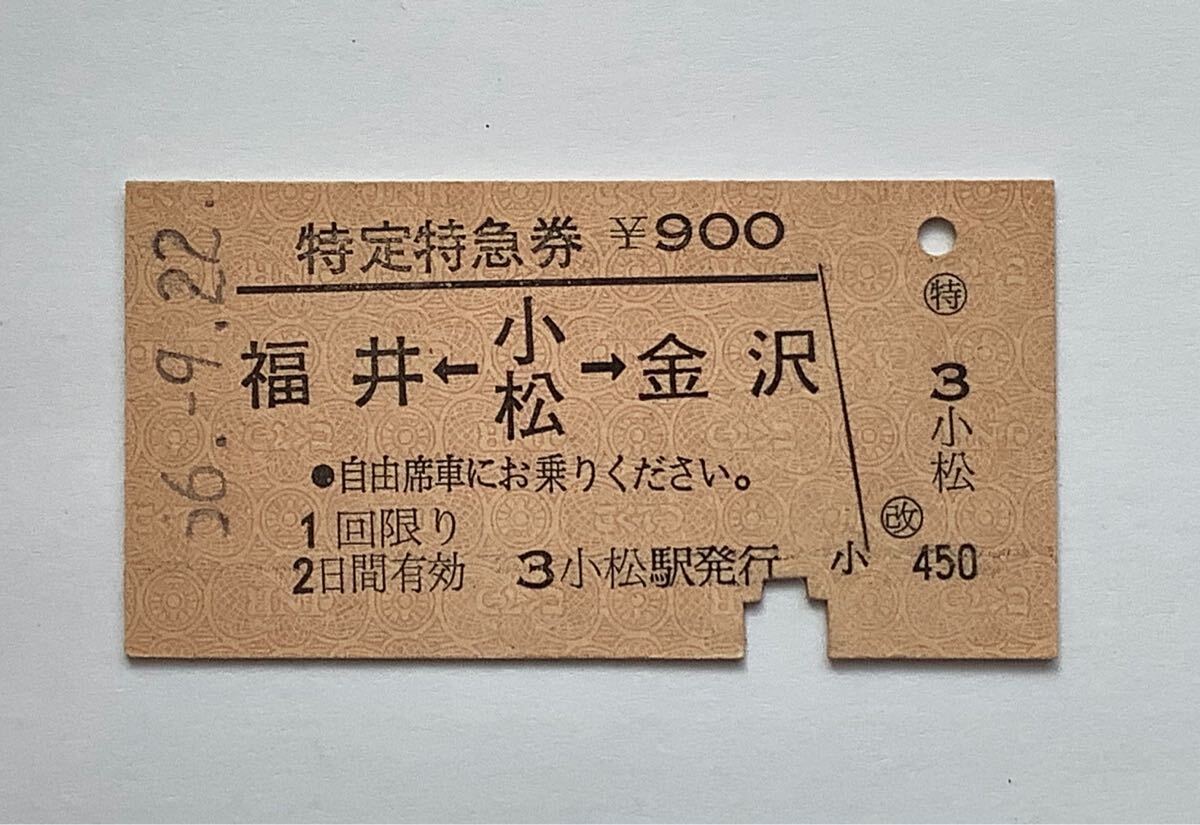 特定特急券 ￥900
福井←小松→金沢
●自由席車にお乗りください。
1回限り
2日間有効 3小松駅発行
小 450
㊕
3
小松
改
56.-9.22.